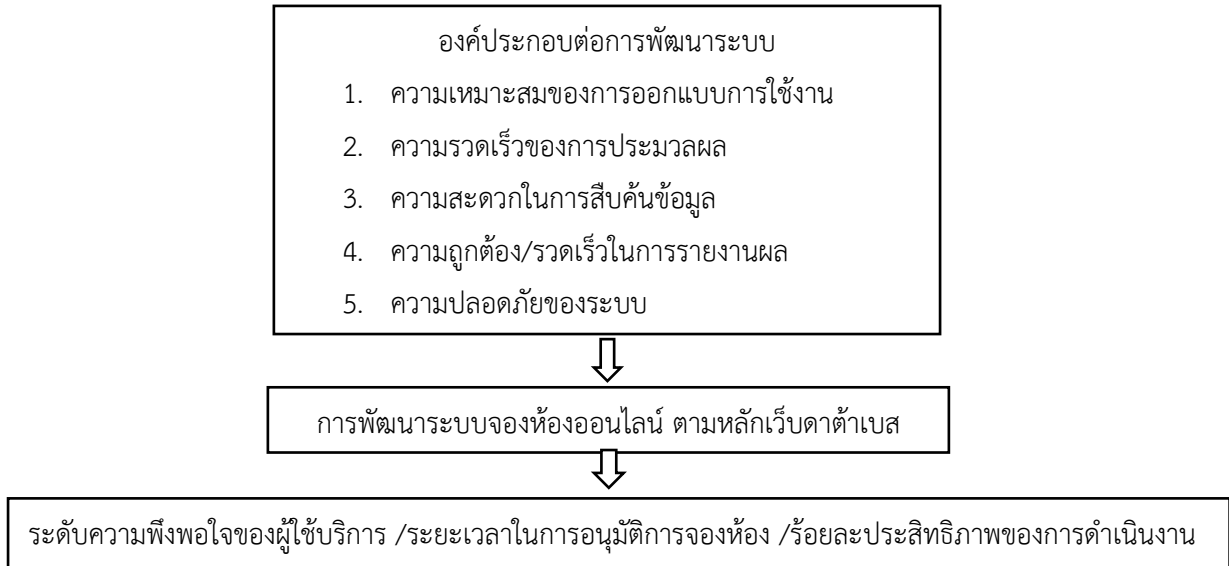 องค์ประกอบต่อการพัฒนาระบบ
1. ความเหมาะสมของการออกแบบการใช้งาน
2. ความรวดเร็วของการประมวลผล
3. ความสะดวกในการสืบค้นข้อมูล
4. ความถูกต้อง/รวดเร็วในการรายงานผล
5. ความปลอดภัยของระบบ
การพัฒนาระบบจองห้องออนไลน์ ตามหลักเว็บดาต้าเบส
ระดับความพึงพอใจของผู้ใช้บริการ /ระยะเวลาในการอนุมัติการจองห้อง /ร้อยละประสิทธิภาพของการดำเนินงาน